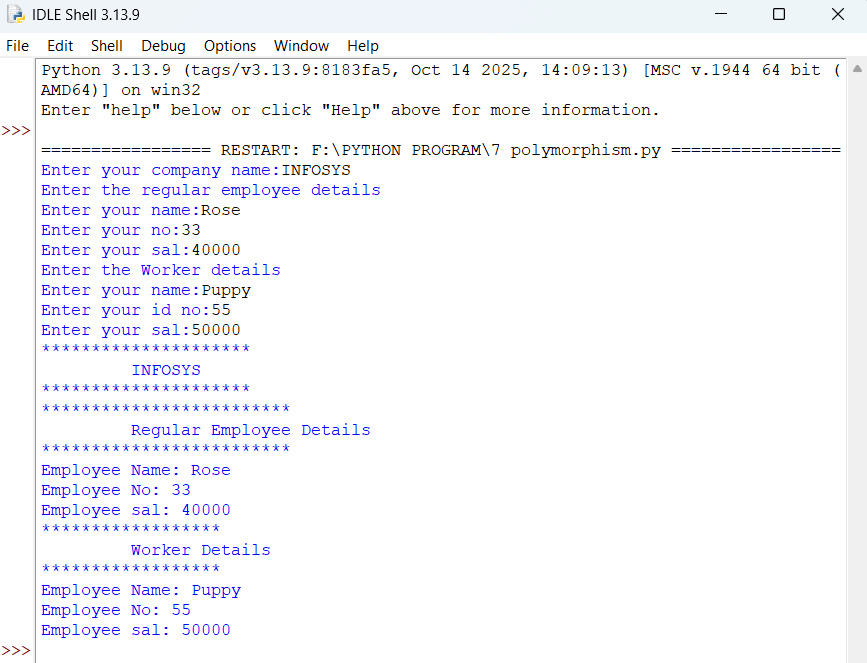 IDLE Shell 3.13.9
File Edit Shell Debug Options Window Help
Python 3.13.9 (tags/v3.13.9:8183fa5, Oct 14 2025, 14:09:13) [MSC v.1944 64 bit (
AMD64)] on win32
Enter "help" below or click "Help" above for more information.
>>>
================= RESTART: F:\PYTHON PROGRAM\7 polymorphism.py =================
Enter your company name:INFOSYS
Enter the regular employee details
Enter your name:Rose
Enter your no:33
Enter your sal:40000
Enter the Worker details
Enter your name:Puppy
Enter your id no:55
Enter your sal:50000
*********************
INFOSYS
*********************
*************************
Regular Employee Details
*************************
Employee Name: Rose
Employee No: 33
Employee sal: 40000
******************
Worker Details
******************
Employee Name: Puppy
Employee No: 55
Employee sal: 50000
>>>